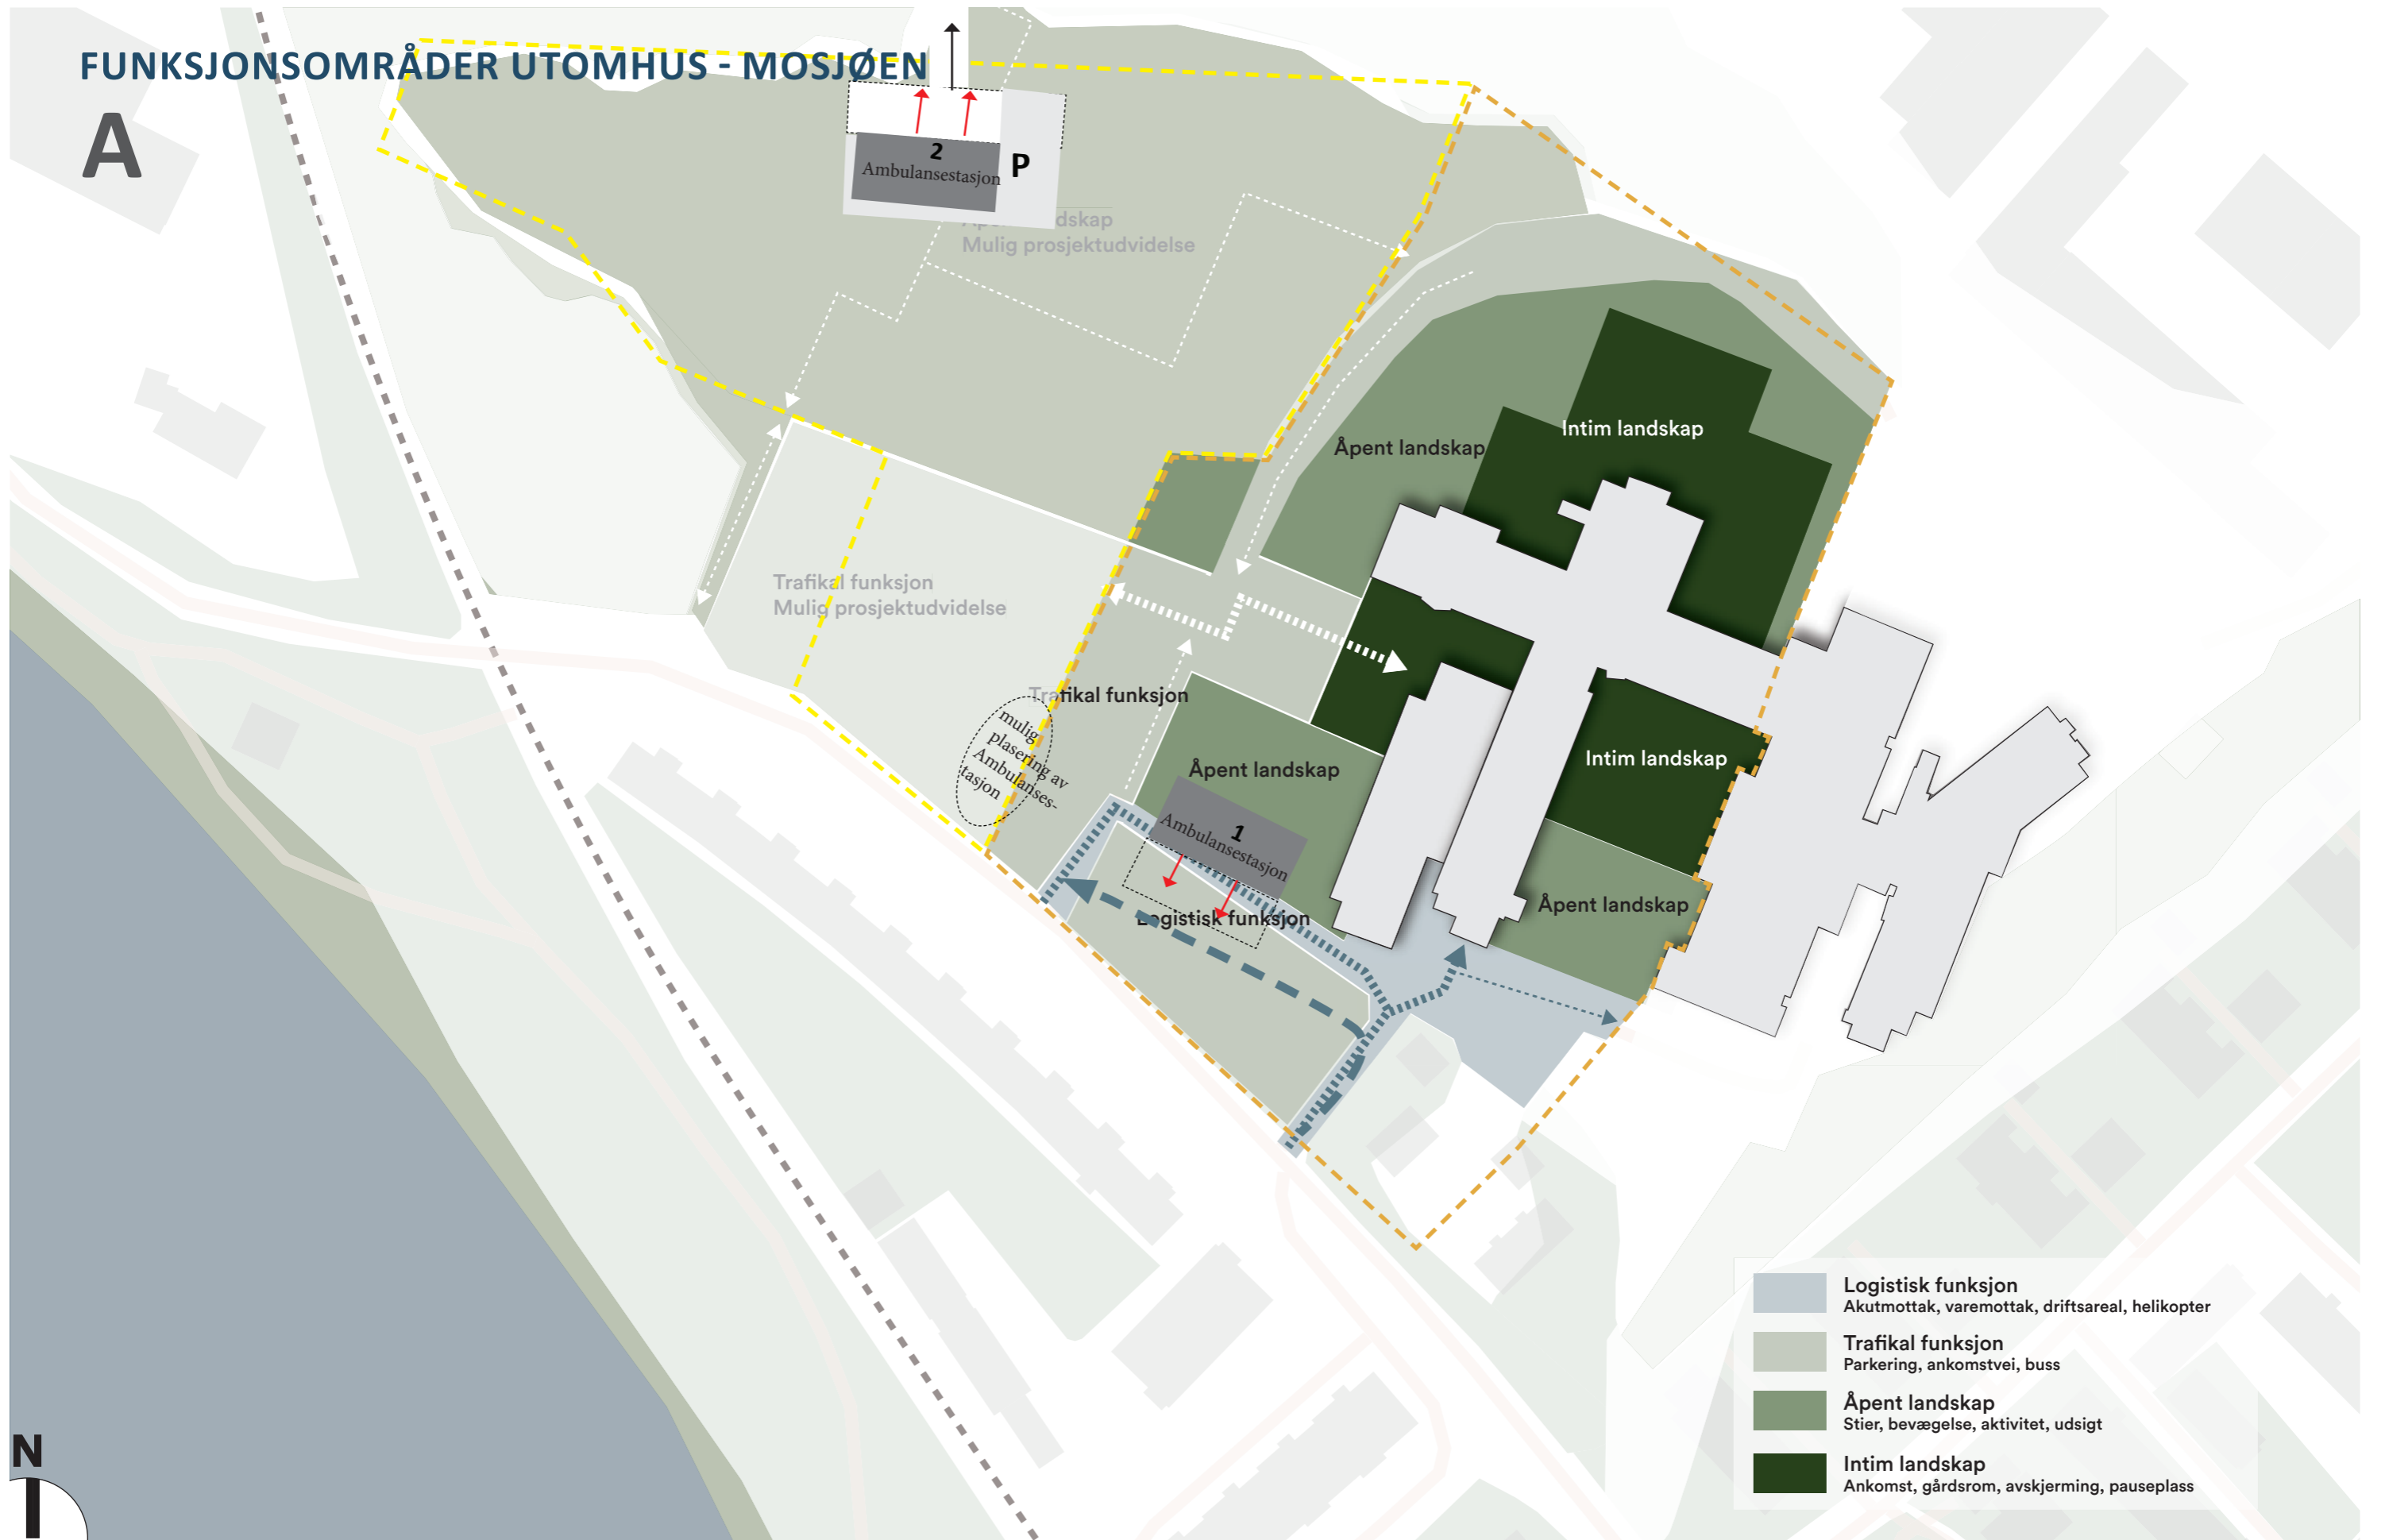 FUNKSJONSOMRÅDER UTOMHUS - MOSJØEN
A
2
Ambulansestasjon
P
dskap
Mulig prosjektudvidelse
Intim landskap
Åpent landskap
Trafikal funksjon
Mulig prosjektudvidelse
Trafikal funksjon
mulig
plasering av
Ambulanses-
tasjon
Åpent landskap
Intim landskap
1
Ambulansestasjon
Åpent landskap
Logistisk funksjon
Logistisk funksjon
Akutmottak, varemottak, driftsareal, helikopter
Trafikal funksjon
Parkering, ankomstvei, buss
Åpent landskap
Stier, bevægelse, aktivitet, udsigt
Intim landskap
Ankomst, gårdsrom, avskjerming, pauseplass
N